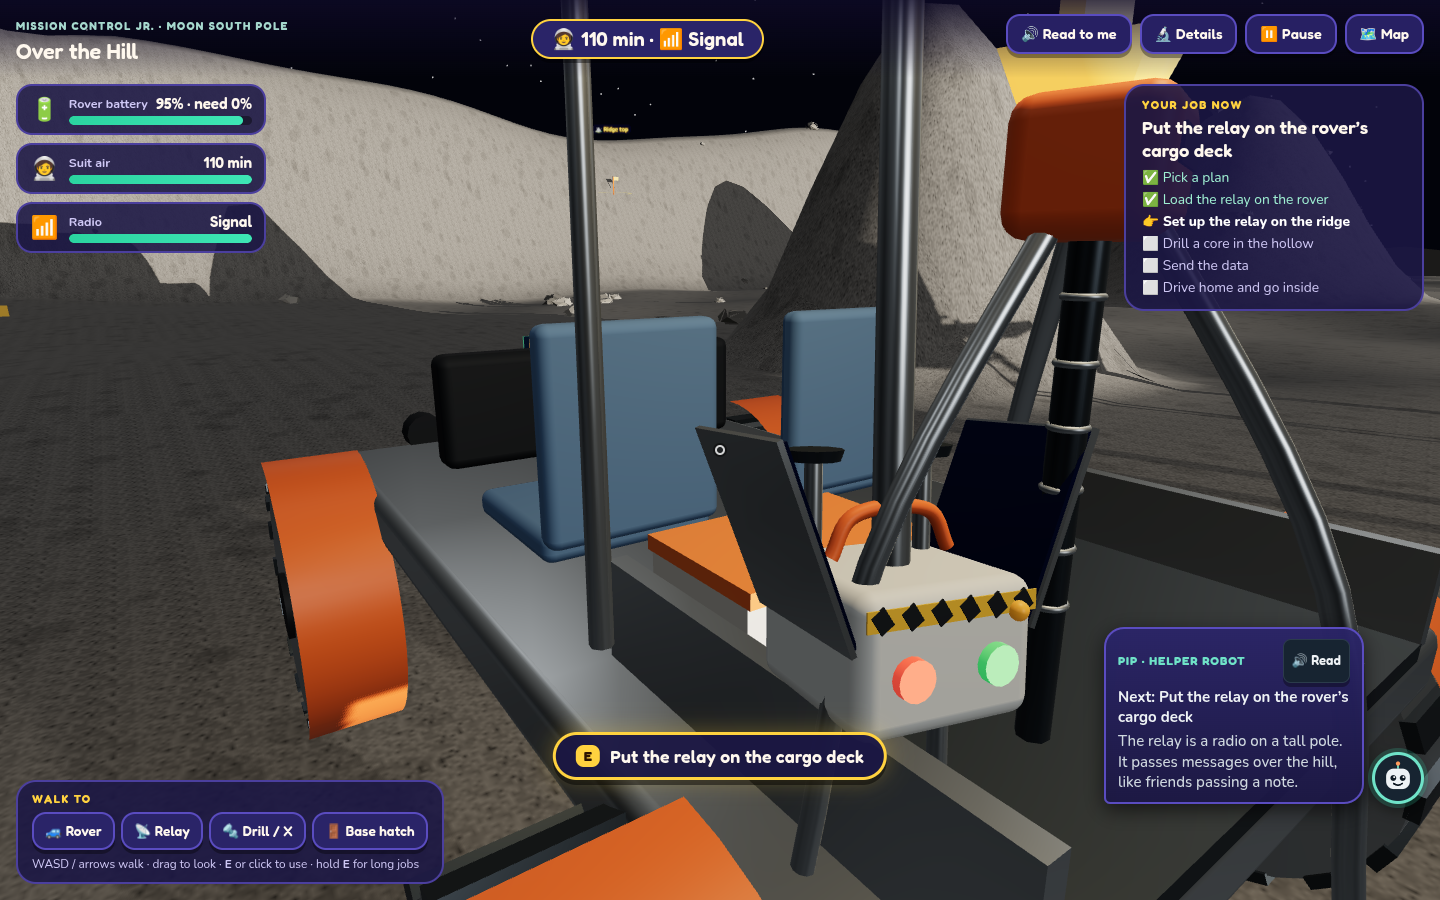 MISSION CONTROL JR. · MOON SOUTH POLE
Over the Hill
110 min · Signal
Read to me
Details
Pause
Map
Rover battery 95% · need 0%
Suit air 110 min
Radio Signal
Ridge top
YOUR JOB NOW
Put the relay on the rover's
cargo deck
Pick a plan
Load the relay on the rover
Set up the relay on the ridge
Drill a core in the hollow
Send the data
Drive home and go inside
PIP · HELPER ROBOT
Read
Next: Put the relay on the rover's
cargo deck
The relay is a radio on a tall pole.
It passes messages over the hill,
like friends passing a note.
E Put the relay on the cargo deck
WALK TO
Rover
Relay
Drill / X
Base hatch
WASD / arrows walk · drag to look · E or click to use · hold E for long jobs